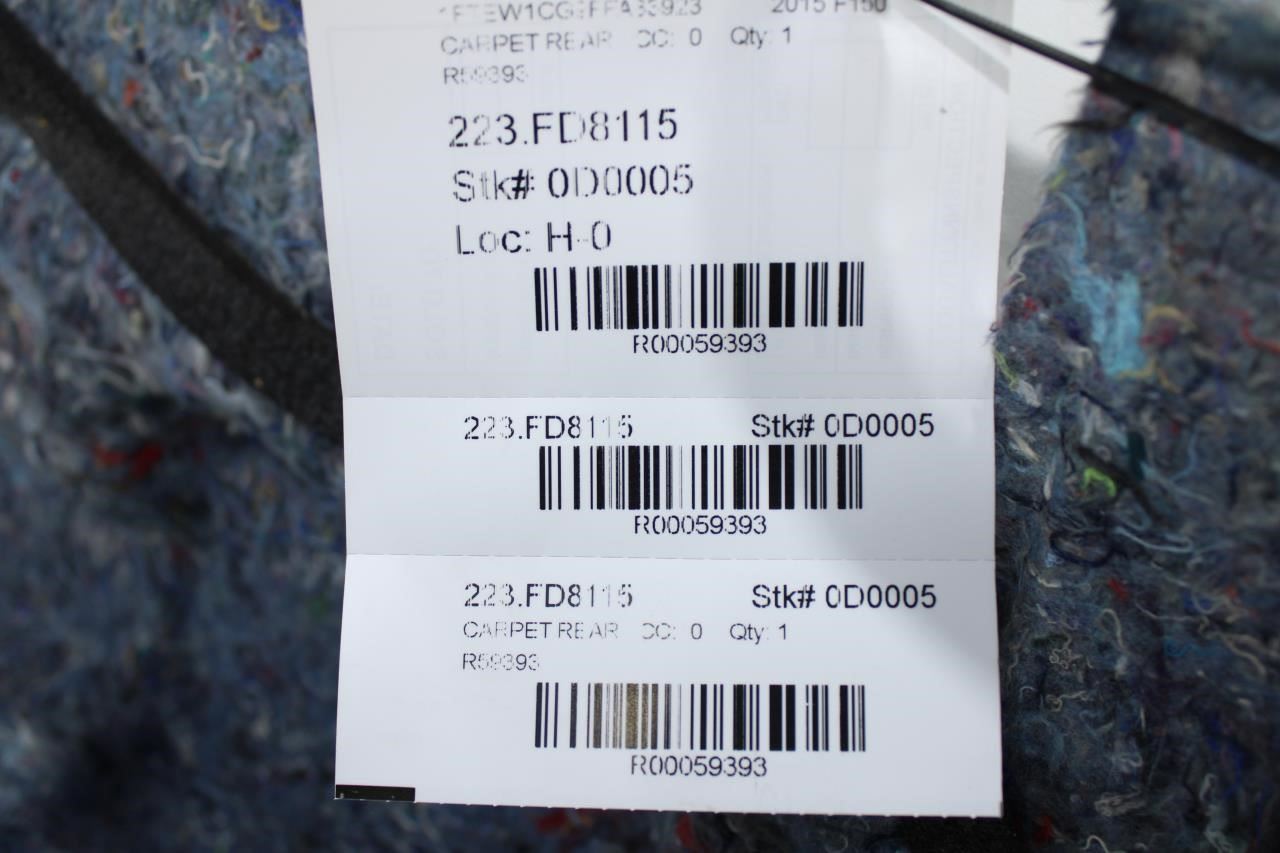 2015 F150
CARPET REAR CC: 0 Qty: 1
R59393
223.FD8115
Stk# 0D0005
Loc: H-0
R00059393
223.FD8115 Stk# 0D0005
R00059393
223.FD8115 Stk# 0D0005
CARPET REAR CC: 0 Qty: 1
R59393
R00059393